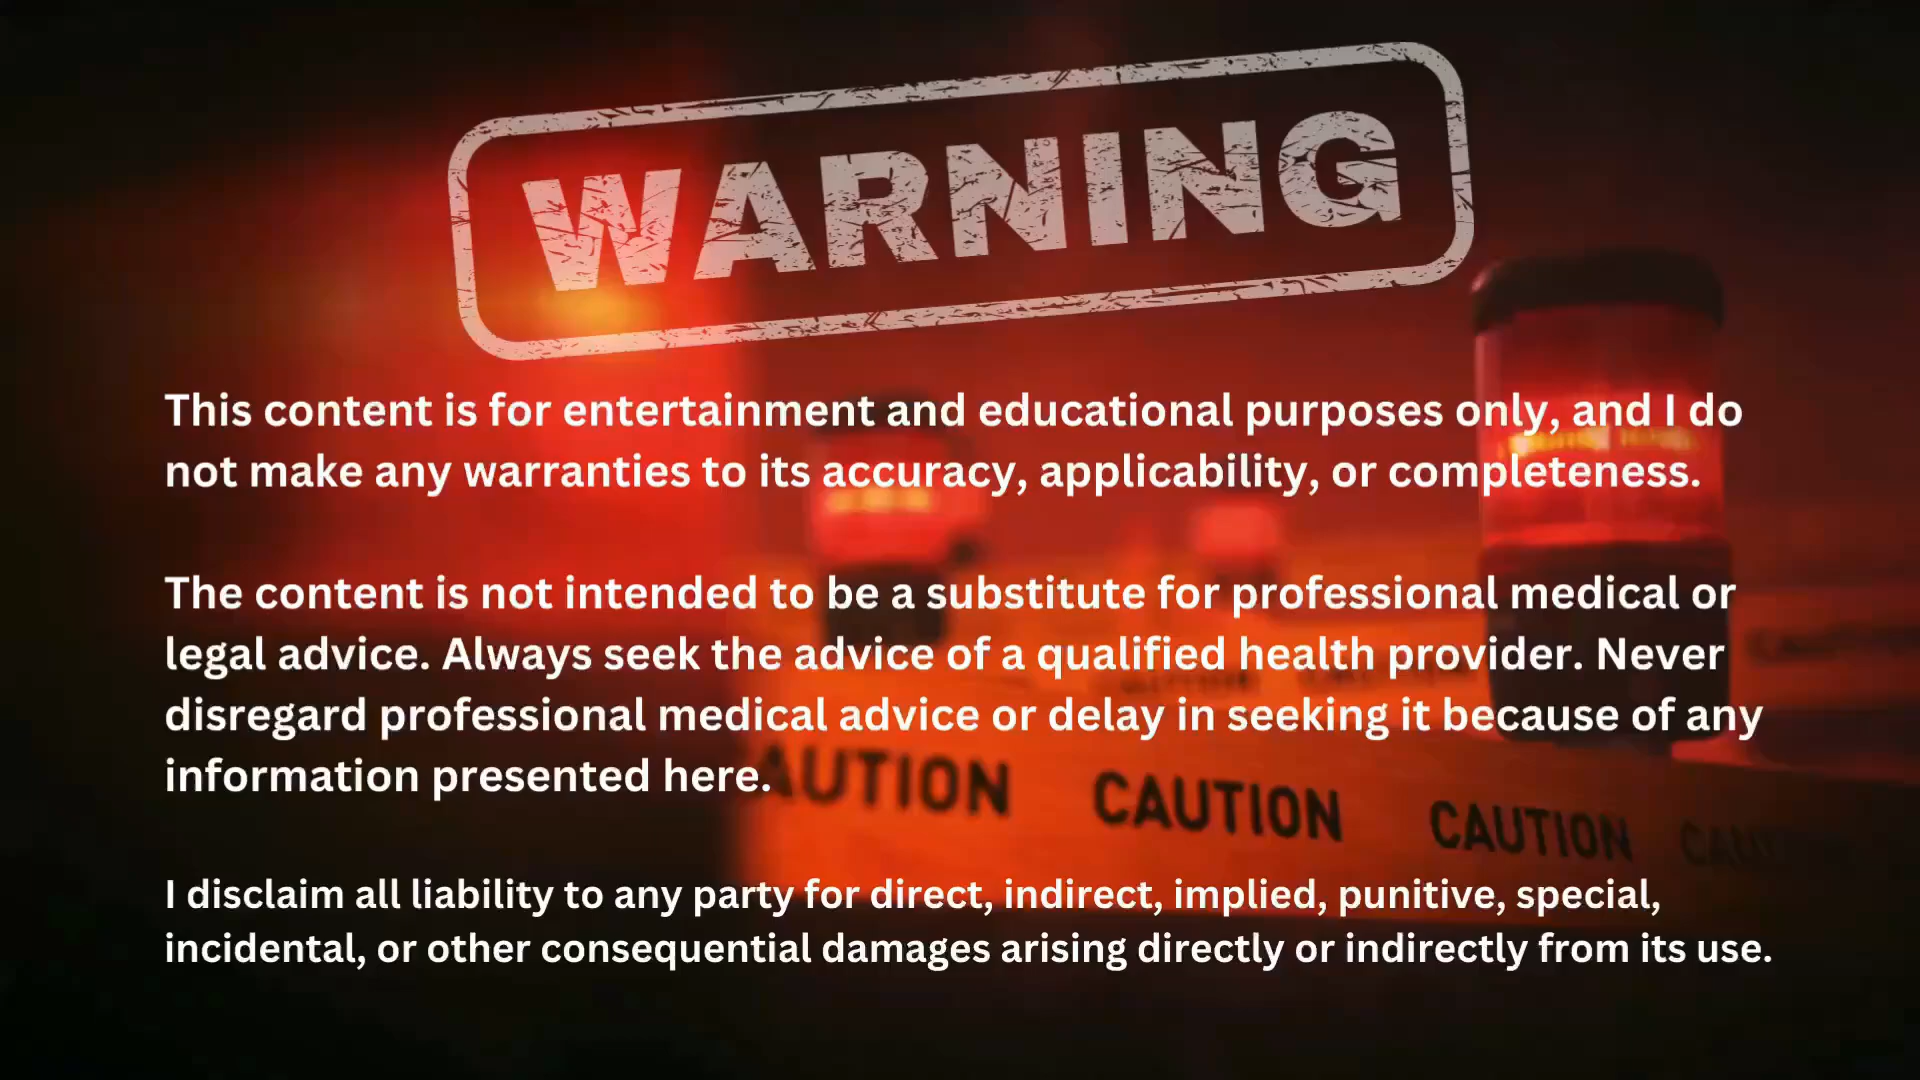 WARNING
This content is for entertainment and educational purposes only, and I do
not make any warranties to its accuracy, applicability, or completeness.
The content is not intended to be a substitute for professional medical or
legal advice. Always seek the advice of a qualified health provider. Never
disregard professional medical advice or delay in seeking it because of any
information presented here.
AUTION CAUTION CAUTION
I disclaim all liability to any party for direct, indirect, implied, punitive, special,
incidental, or other consequential damages arising directly or indirectly from its use.